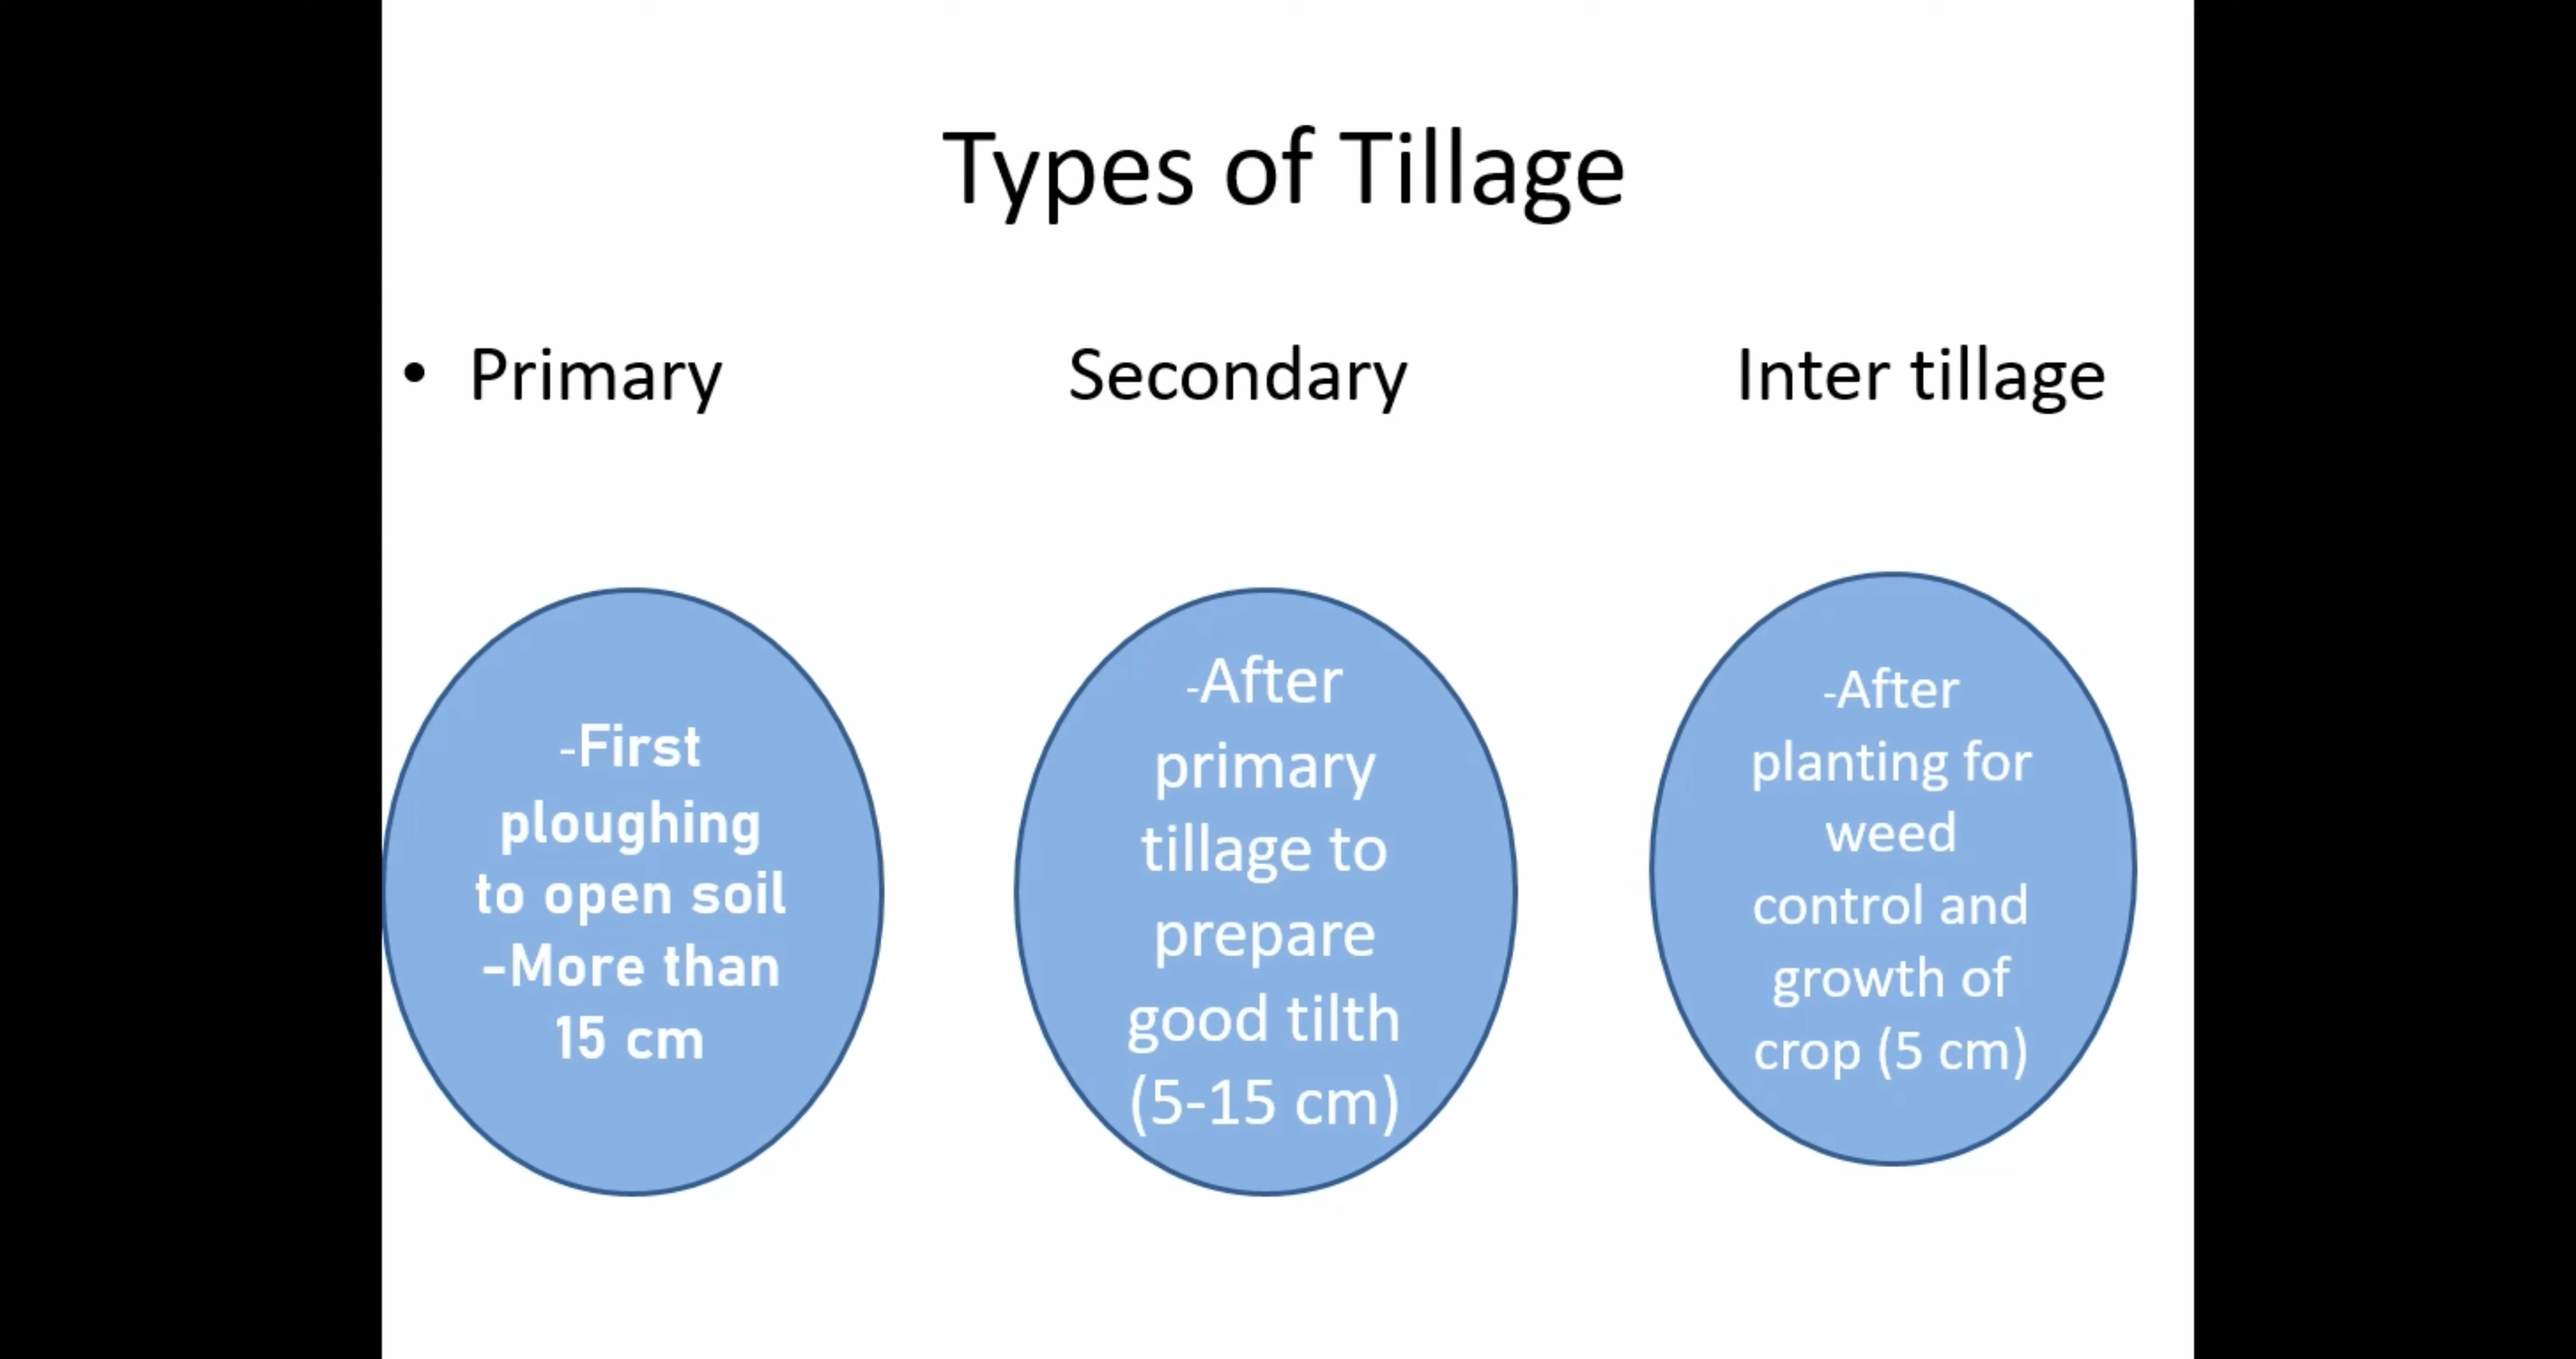 Types of Tillage
• Primary Secondary Inter tillage
-First
ploughing
to open soil
-More than
15 cm
-After
primary
tillage to
prepare
good tilth
(5-15 cm)
-After
planting for
weed
control and
growth of
crop (5 cm)